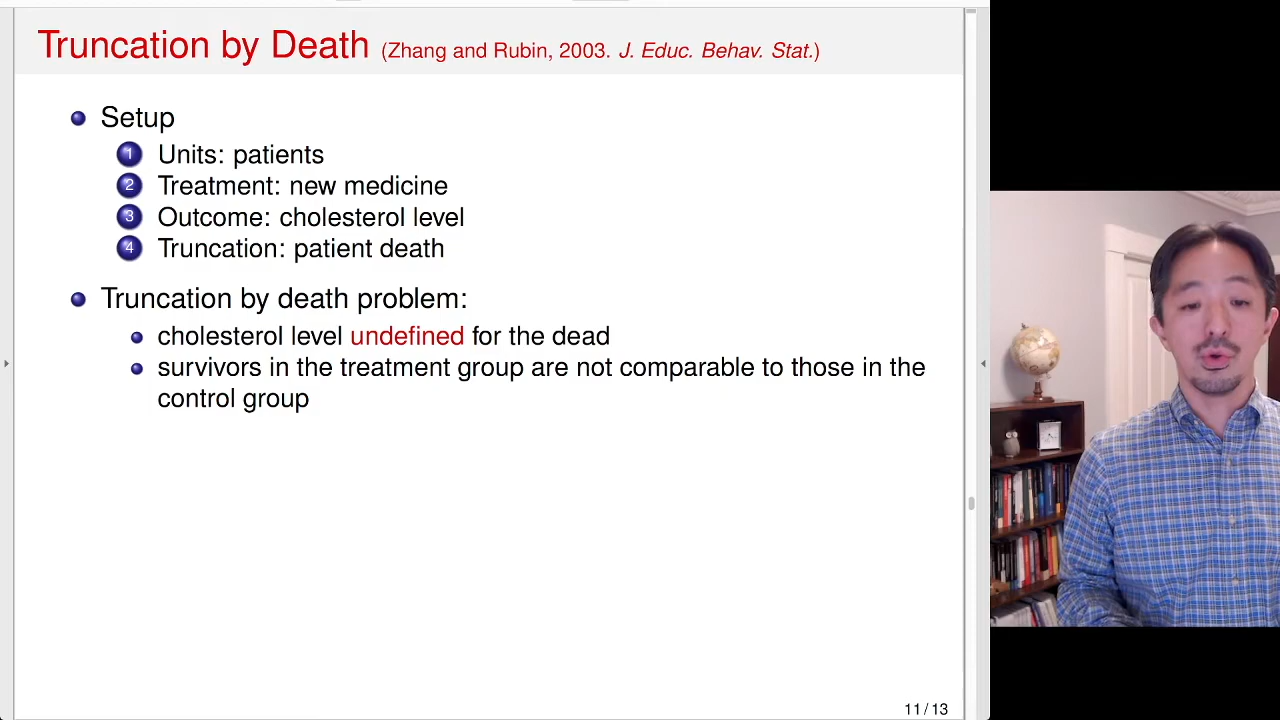 Truncation by Death (Zhang and Rubin, 2003. J. Educ. Behav. Stat.)
Setup
1 Units: patients
2 Treatment: new medicine
3 Outcome: cholesterol level
4 Truncation: patient death
Truncation by death problem:
cholesterol level undefined for the dead
survivors in the treatment group are not comparable to those in the
control group
11 / 13